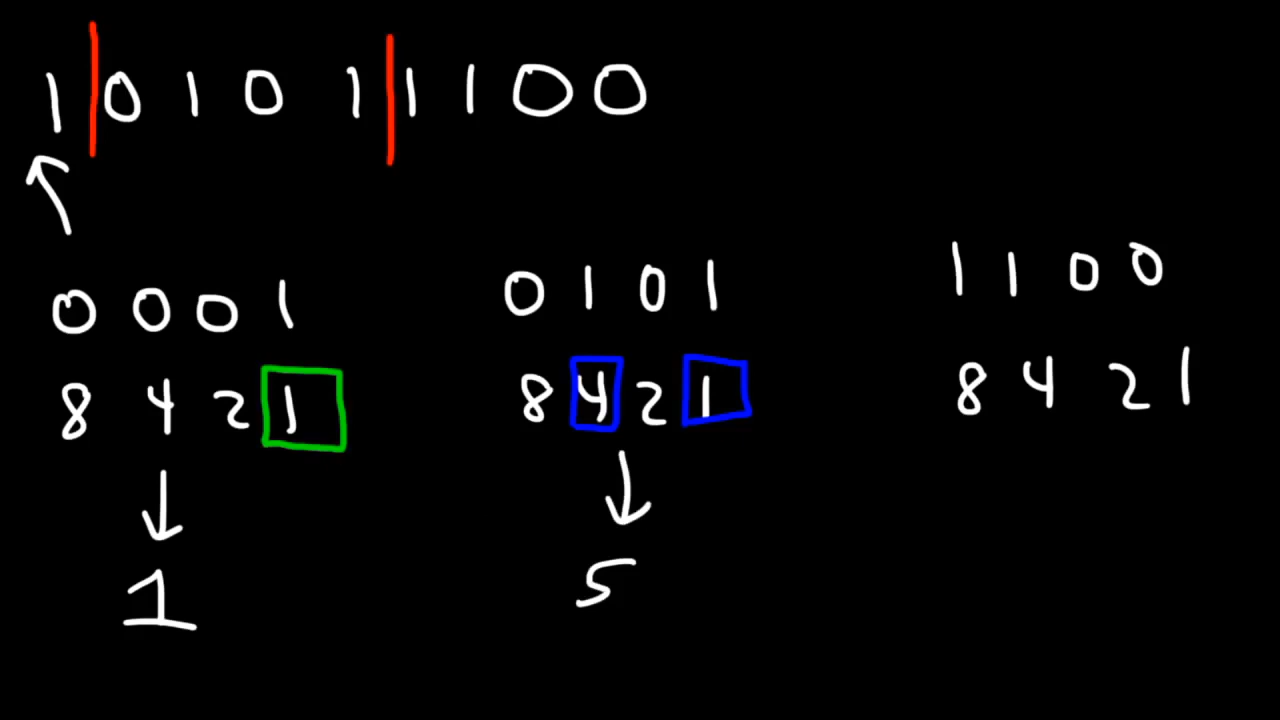 1 0 1 0 1 1 1 0 0
0 0 0 1
8 4 2 1
1
0 1 0 1
8 4 2 1
5
1 1 0 0
8 4 2 1